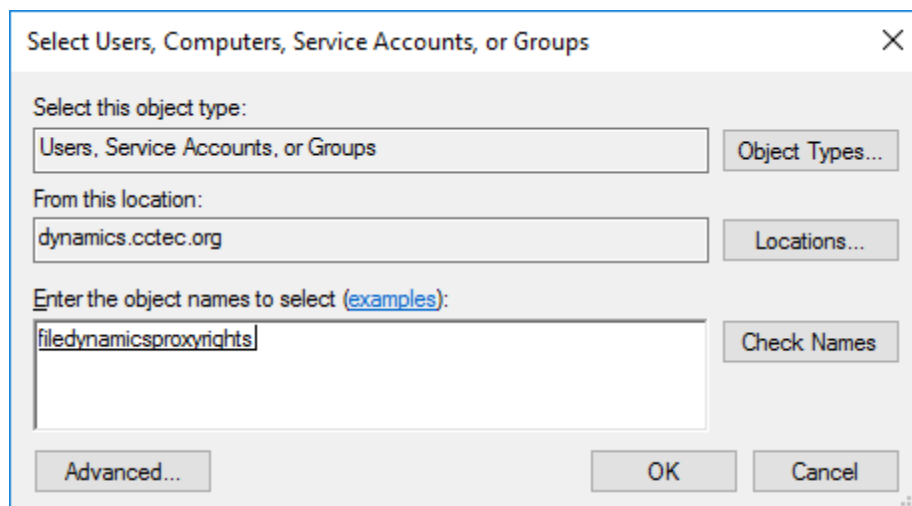 Select Users, Computers, Service Accounts, or Groups
Select this object type:
Users, Service Accounts, or Groups
Object Types...
From this location:
dynamics.cctec.org
Locations...
Enter the object names to select (examples):
filedynamicsproxyrights
Check Names
Advanced...
OK
Cancel